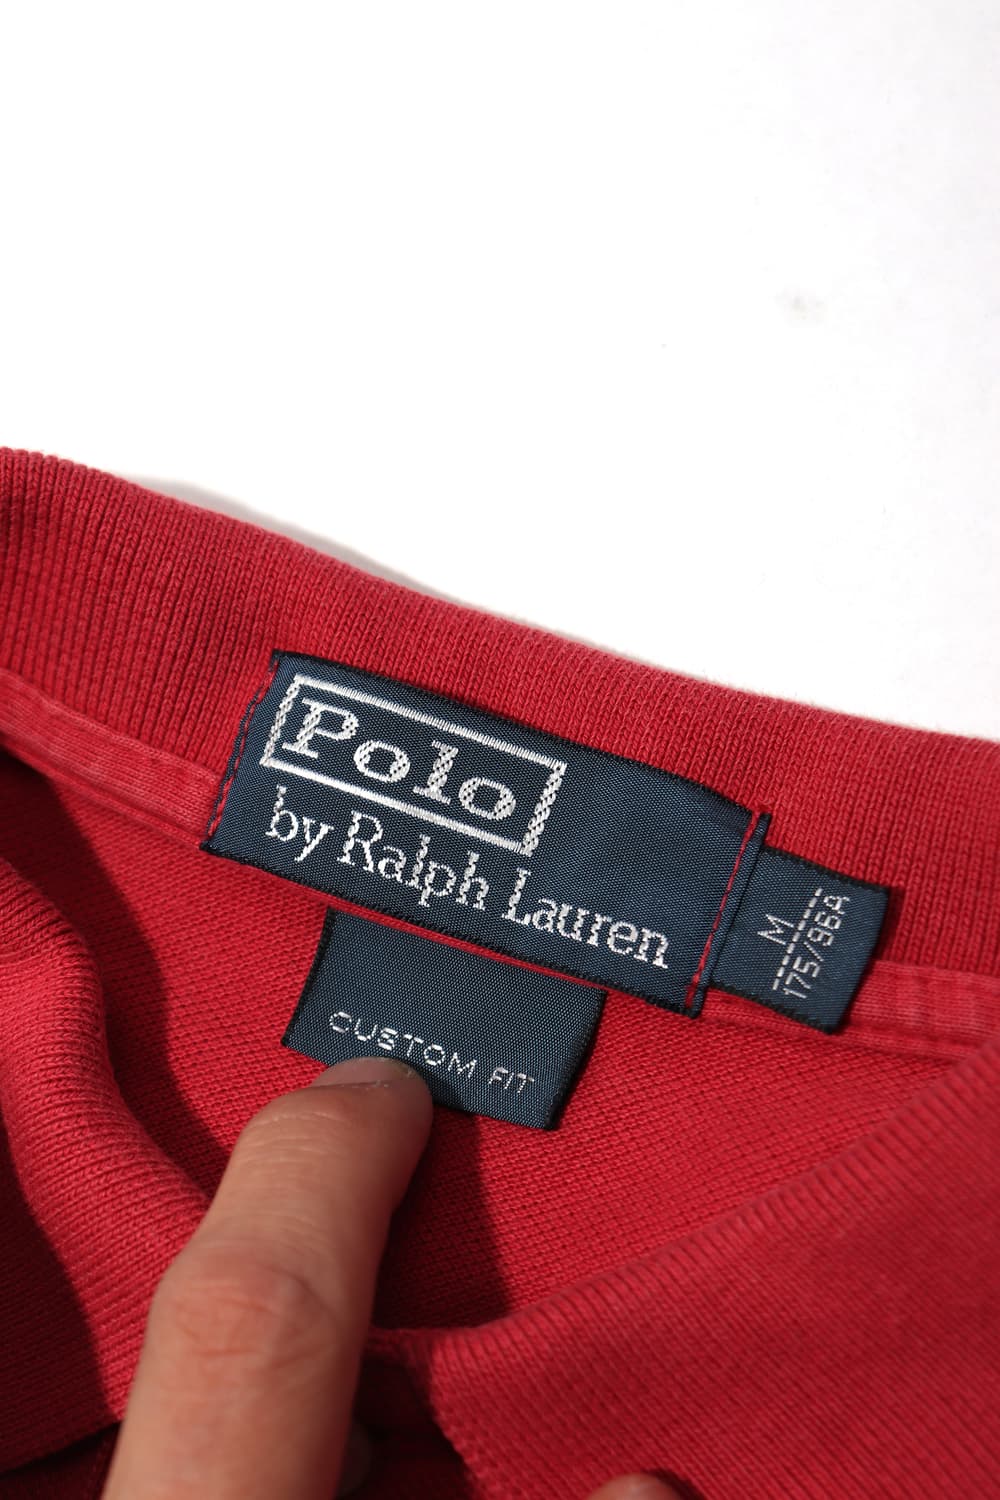 Polo
by Ralph Lauren
M
175/96A
CUSTOM FIT